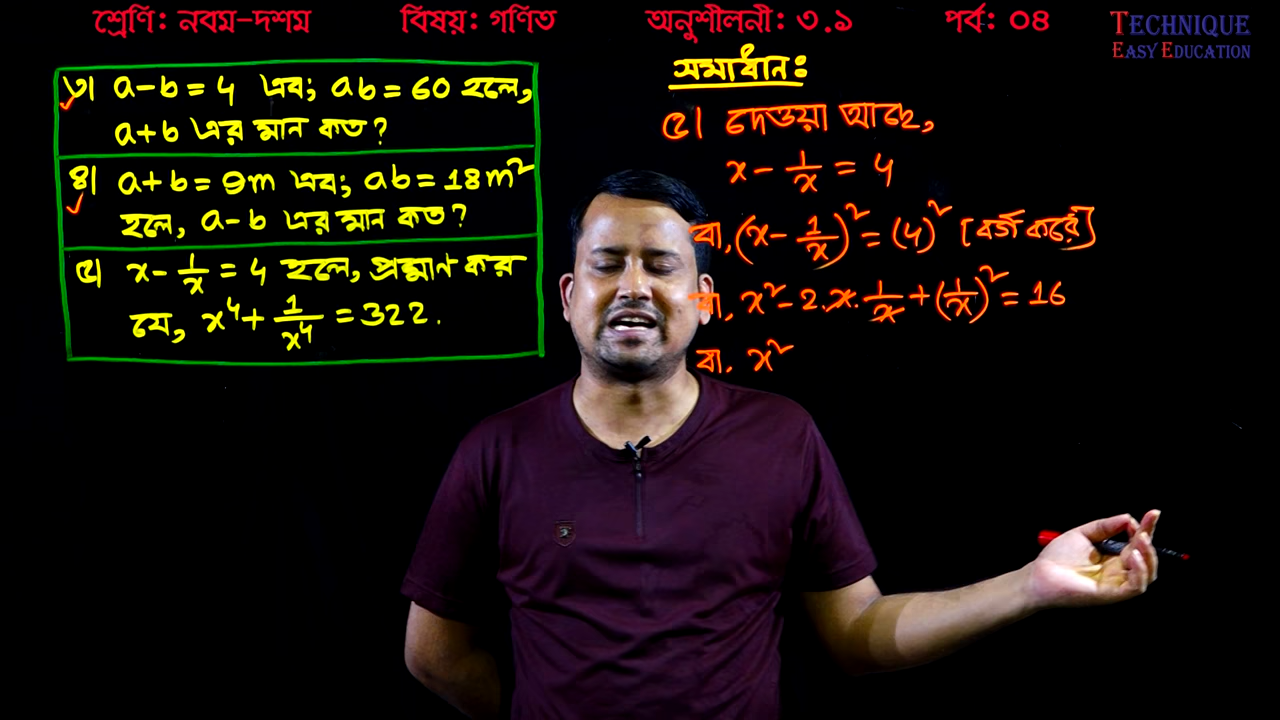 শ্রেণি: নবম-দশম বিষয়: গণিত অনুশীলনী: ৩.১ পর্ব: ০৪
TECHNIQUE
EASY EDUCATION
৩। a-b=4 এবং ab=60 হলে,
a+b এর মান কত?
৪। a+b=9m এবং ab=18m²
হলে, a-b এর মান কত?
৫। x-1/x=4 হলে, প্রমাণ কর
যে, x⁴+1/x⁴=322.
সমাধান:
৫। দেওয়া আছে,
x-1/x=4
বা, (x-1/x)²=(4)² [বর্গ করে]
বা, x²-2.x.1/x+(1/x)²=16
বা, x²